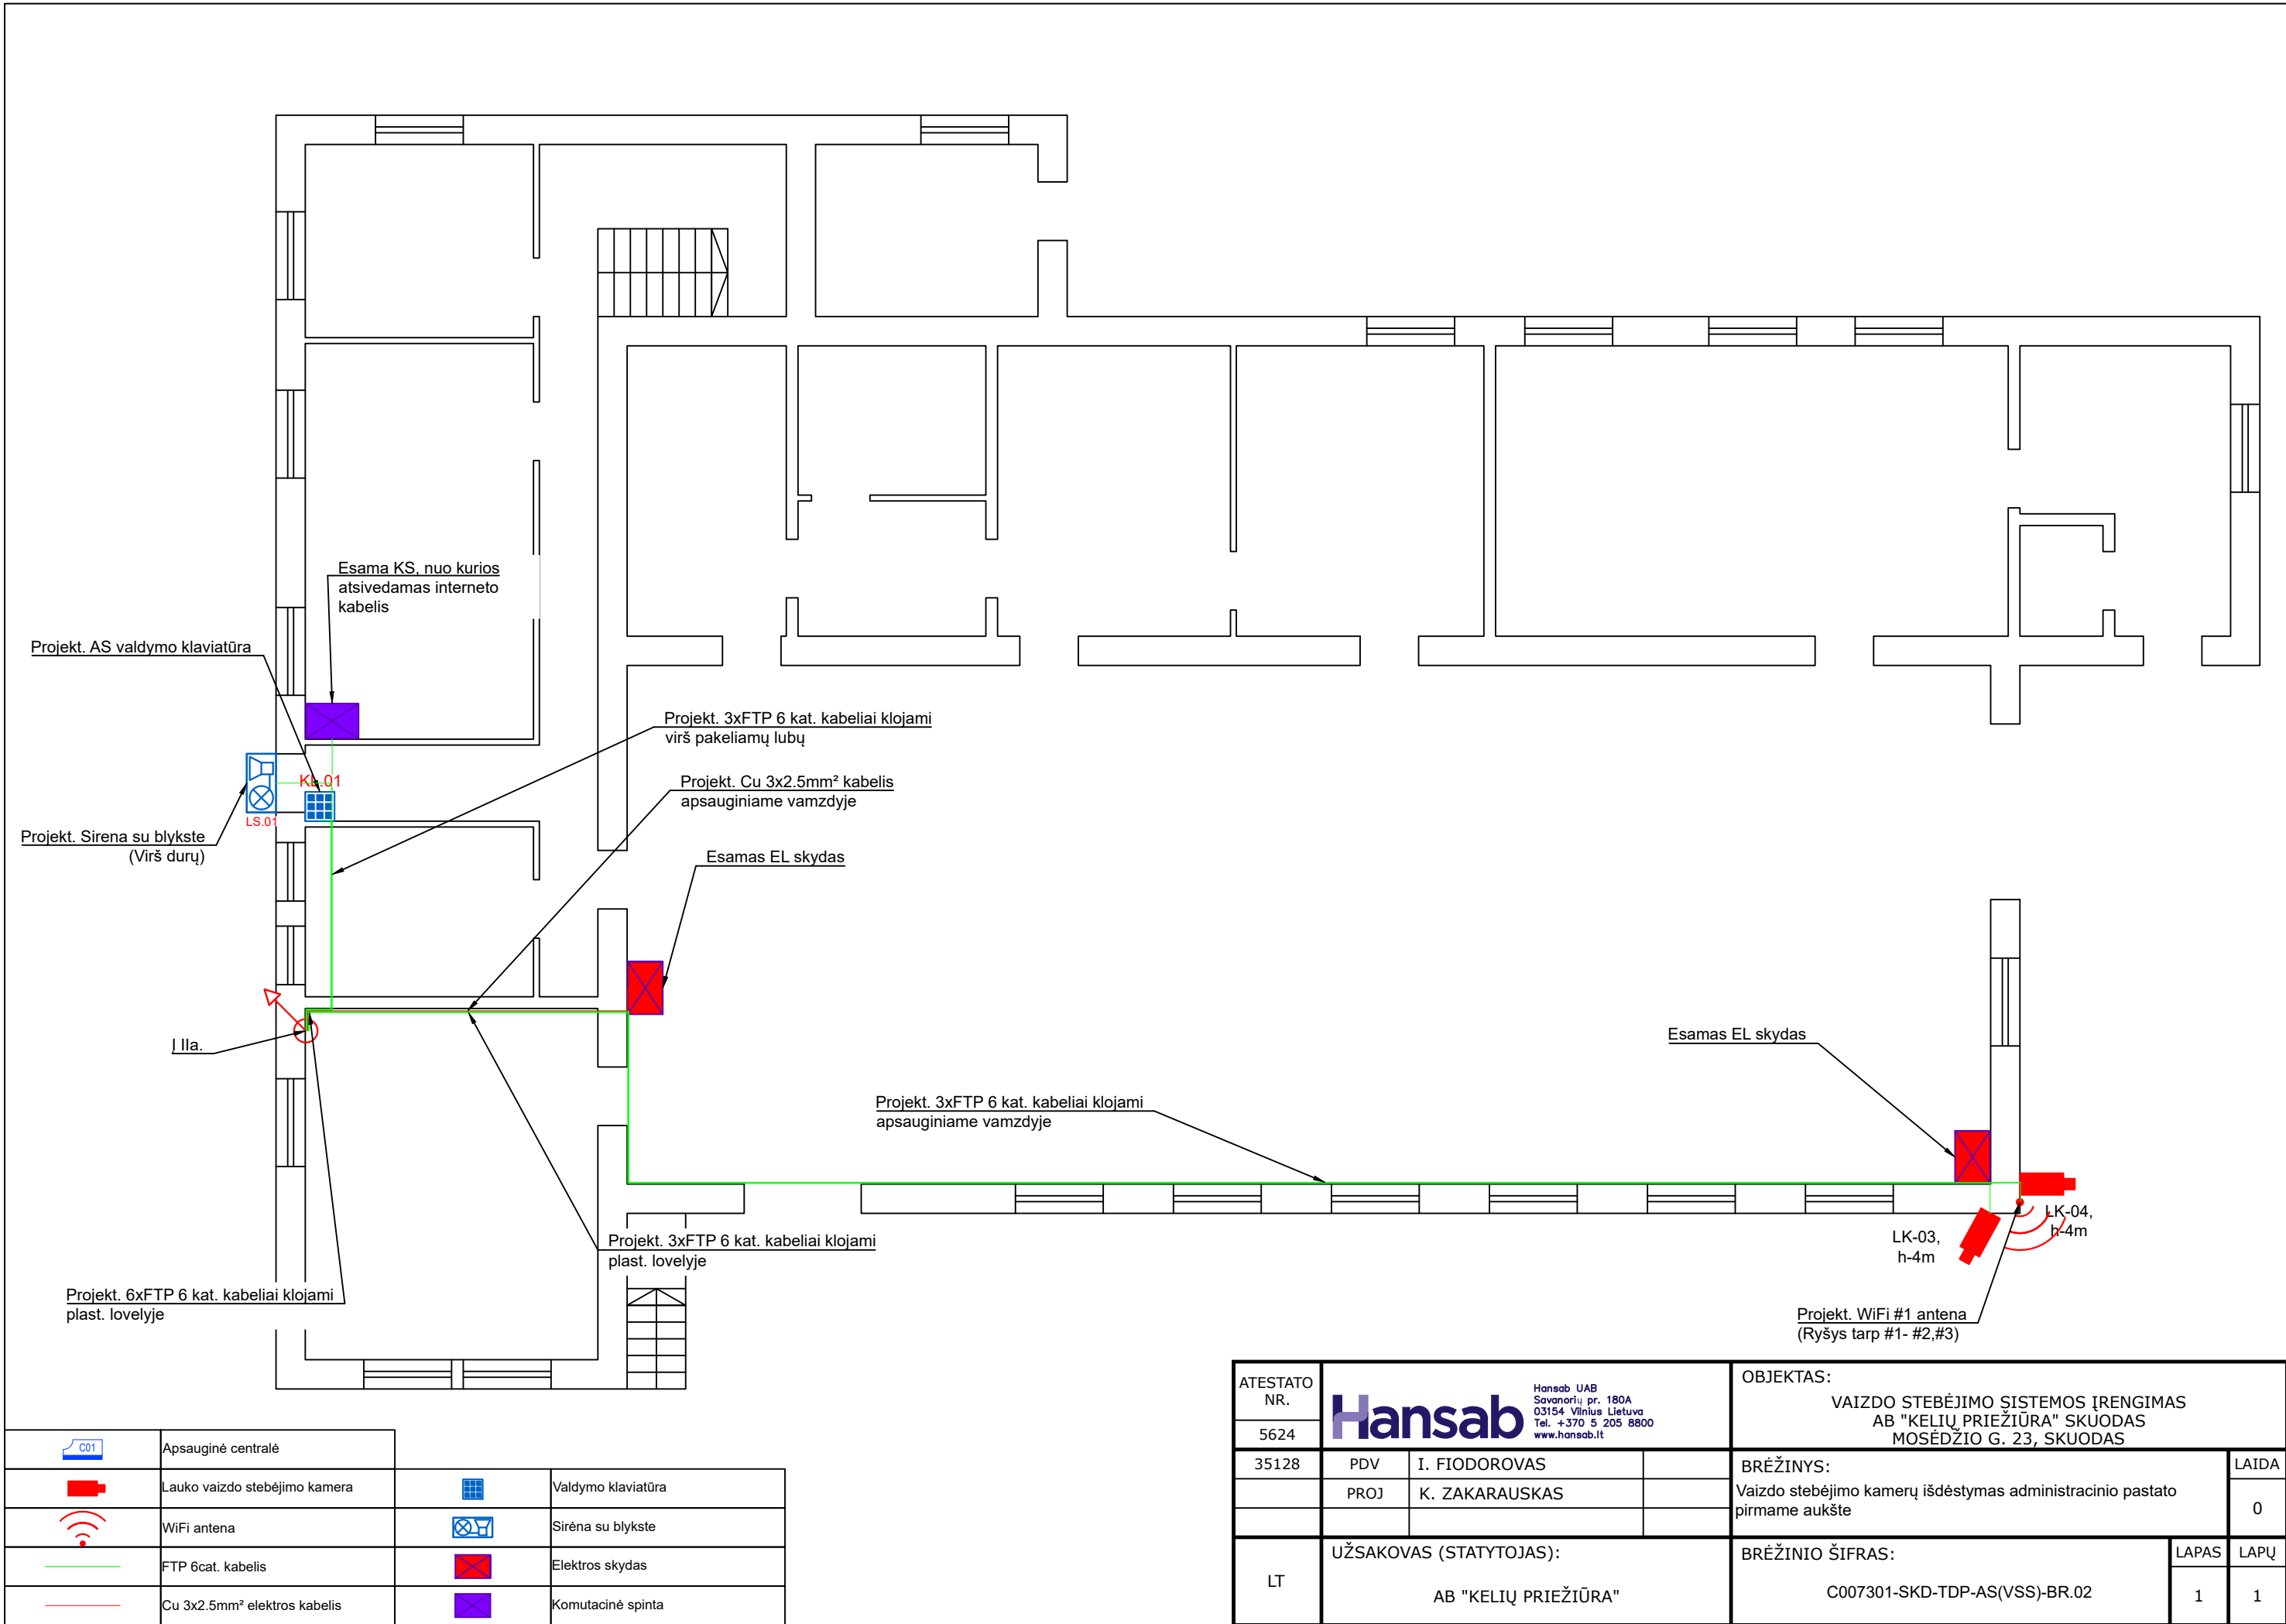 Esama KS, nuo kurios
atsivedamas interneto
kabelis
Projekt. AS valdymo klaviatūra
Projekt. 3xFTP 6 kat. kabeliai klojami
virš pakeliamų lubų
KL.01
Projekt. Cu 3x2.5mm² kabelis
apsauginiame vamzdyje
LS.01
Projekt. Sirena su blykste
(Virš durų)
Esamas EL skydas
Į IIa.
Esamas EL skydas
Projekt. 3xFTP 6 kat. kabeliai klojami
apsauginiame vamzdyje
LK-04,
h-4m
LK-03,
h-4m
Projekt. 3xFTP 6 kat. kabeliai klojami
plast. lovelyje
Projekt. 6xFTP 6 kat. kabeliai klojami
plast. lovelyje
Projekt. WiFi #1 antena
(Ryšys tarp #1- #2,#3)
C01
Apsauginė centralė
Lauko vaizdo stebėjimo kamera
Valdymo klaviatūra
WiFi antena
Sirėna su blykste
FTP 6cat. kabelis
Elektros skydas
Cu 3x2.5mm² elektros kabelis
Komutacinė spinta
ATESTATO
NR.
5624
Hansab
Hansab UAB
Savanorių pr. 180A
03154 Vilnius Lietuva
Tel. +370 5 205 8800
www.hansab.lt
OBJEKTAS:
VAIZDO STEBĖJIMO SISTEMOS ĮRENGIMAS
AB "KELIŲ PRIEŽIŪRA" SKUODAS
MOSĖDŽIO G. 23, SKUODAS
35128
PDV
I. FIODOROVAS
PROJ
K. ZAKARAUSKAS
BRĖŽINYS:
Vaizdo stebėjimo kamerų išdėstymas administracinio pastato
pirmame aukšte
LAIDA
0
LT
UŽSAKOVAS (STATYTOJAS):
AB "KELIŲ PRIEŽIŪRA"
BRĖŽINIO ŠIFRAS:
C007301-SKD-TDP-AS(VSS)-BR.02
LAPAS
LAPŲ
1
1